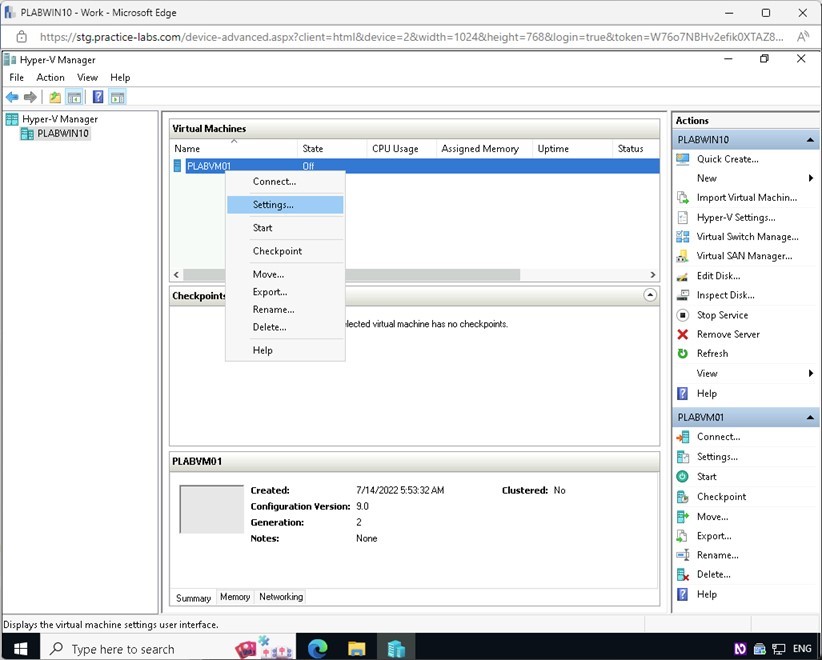 PLABWIN10 - Work - Microsoft Edge
https://stg.practice-labs.com/device-advanced.aspx?client=html&device=2&width=1024&height=768&login=true&token=W76o7NBHv2efik0XTAZ8...
Hyper-V Manager
File Action View Help
Hyper-V Manager
PLABWIN10
Virtual Machines
Name State CPU Usage Assigned Memory Uptime Status
PLABVM01 Off
Connect...
Settings...
Start
Checkpoint
Move...
Export...
Rename...
Delete...
Help
Checkpoints
elected virtual machine has no checkpoints.
PLABVM01
Created: 7/14/2022 5:53:32 AM Clustered: No
Configuration Version: 9.0
Generation: 2
Notes: None
Summary Memory Networking
Actions
PLABWIN10
Quick Create...
New
Import Virtual Machin...
Hyper-V Settings...
Virtual Switch Manage...
Virtual SAN Manager...
Edit Disk...
Inspect Disk...
Stop Service
Remove Server
Refresh
View
Help
PLABVM01
Connect...
Settings...
Start
Checkpoint
Move...
Export...
Rename...
Delete...
Help
Displays the virtual machine settings user interface.
Type here to search
ENG